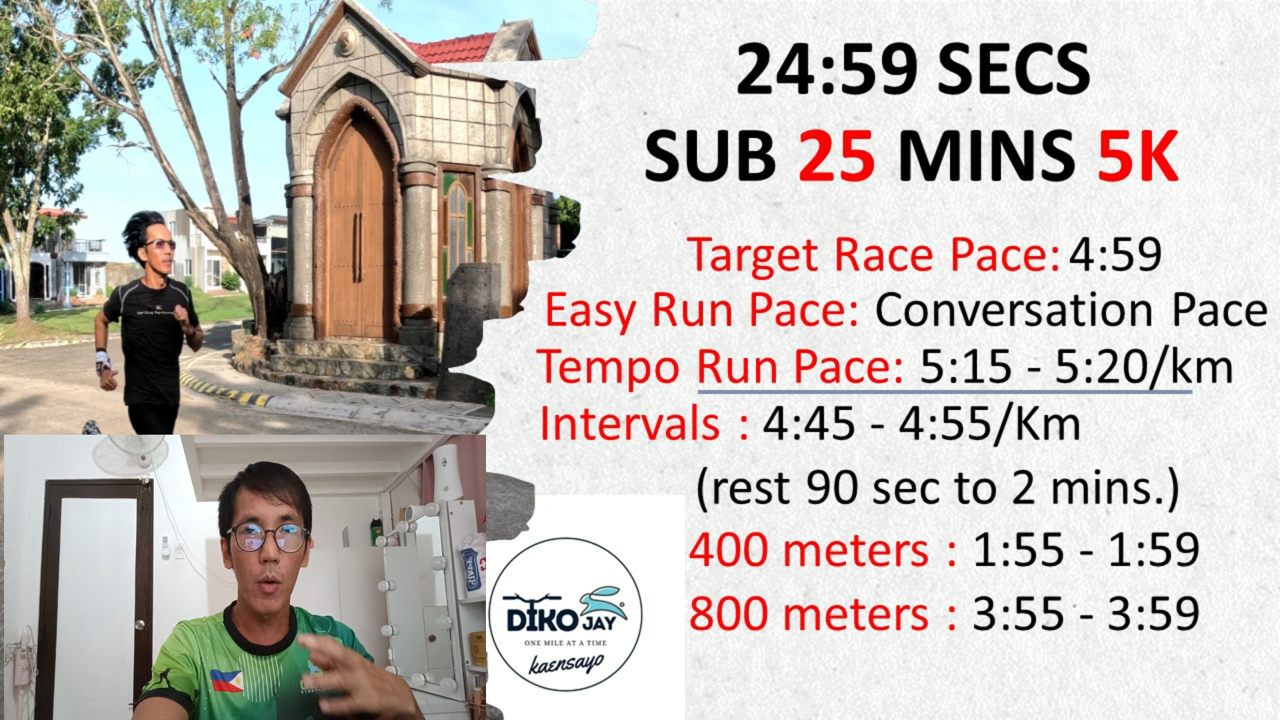 24:59 SECS
SUB 25 MINS 5K
Target Race Pace: 4:59
Easy Run Pace: Conversation Pace
Tempo Run Pace: 5:15 - 5:20/km
Intervals : 4:45 - 4:55/Km
(rest 90 sec to 2 mins.)
400 meters : 1:55 - 1:59
800 meters : 3:55 - 3:59
DIKO JAY
ONE MILE AT A TIME
kaensayo